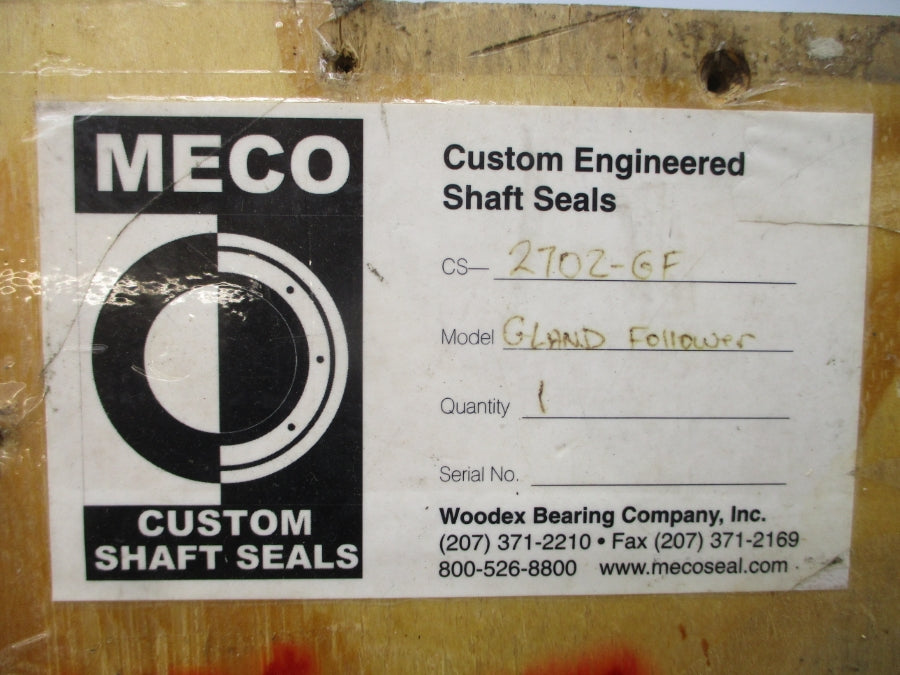 MECO
CUSTOM
SHAFT SEALS
Custom Engineered
Shaft Seals
CS— 2702-GF
Model GLAND Follower
Quantity 1
Serial No.
Woodex Bearing Company, Inc.
(207) 371-2210 • Fax (207) 371-2169
800-526-8800 www.mecoseal.com